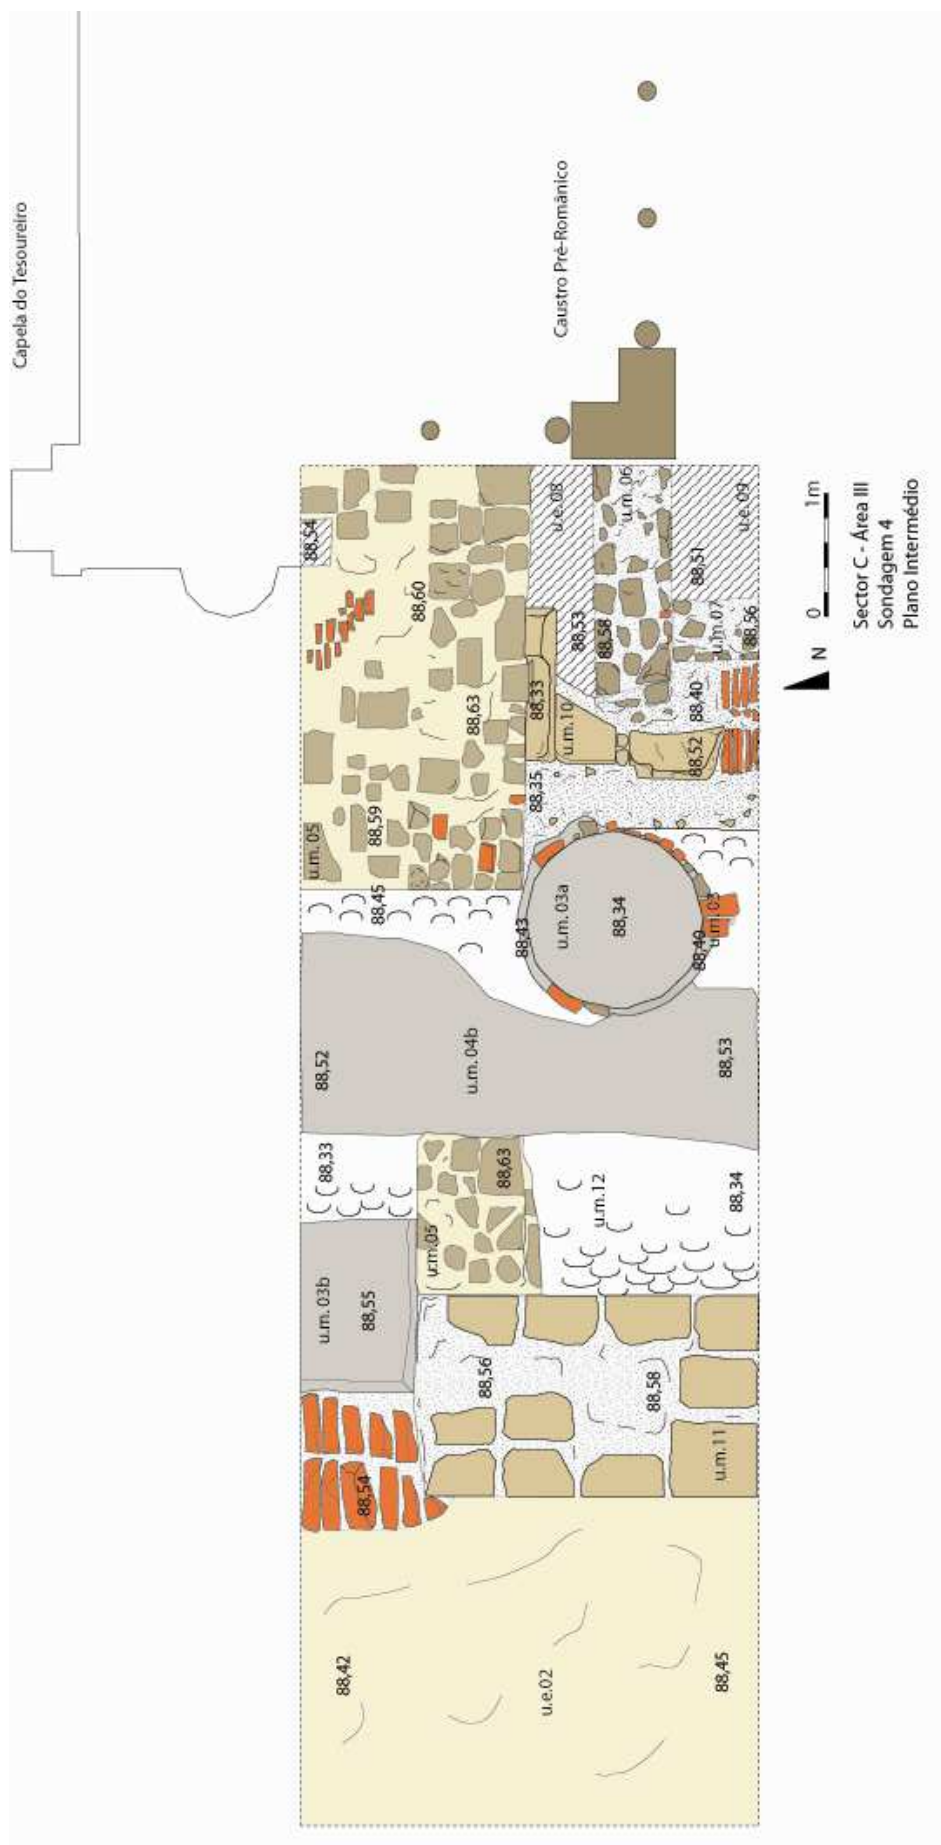 Capela do Tesoureiro
88,54
u.m. 05
88,52
88,33
u.m. 03b
88,42
88,54
88,55
88,45
88,59
88,60
u.m.05
88,63
u.m. 04b
88,63
88,56
Caustro Pré-Românico
u.e.02
88,43
88,35
88,33
u.e.08
u.m. 03a
u.m.10
88,53
u.m.12
88,34
88,58
u.m. 06
88,58
88,40
88,40
88,51
88,52
u.m.11
u.m. 03
u.m.07
88,45
88,34
88,53
88,56
u.e.09
N
0 1m
Sector C - Área III
Sondagem 4
Plano Intermédio